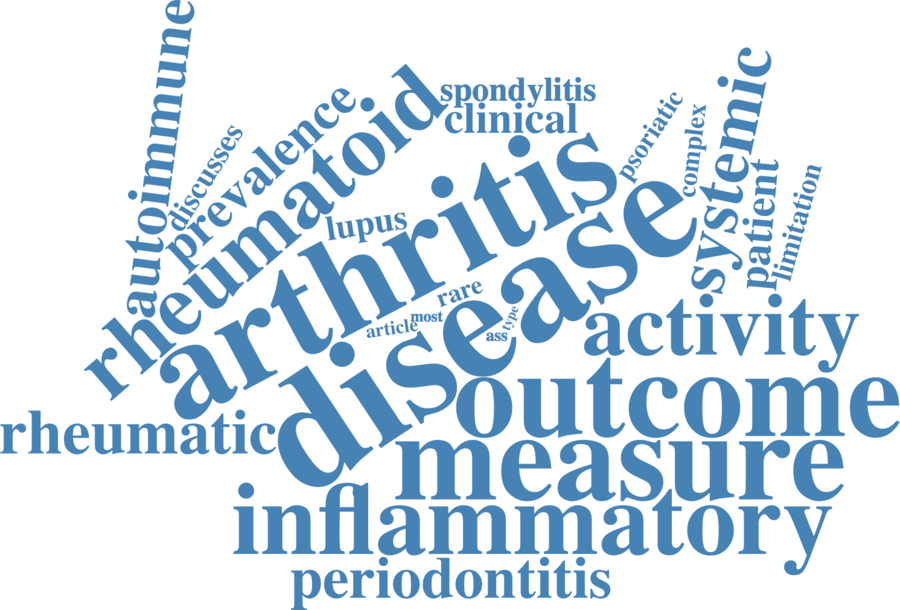 autoimmune
discusses
prevalence
rheumatoid
spondylitis
clinical
psoriatic
complex
systemic
patient
limitation
lupus
arthritis
disease
rare
most
article
ass
type
activity
outcome
rheumatic
measure
inflammatory
periodontitis